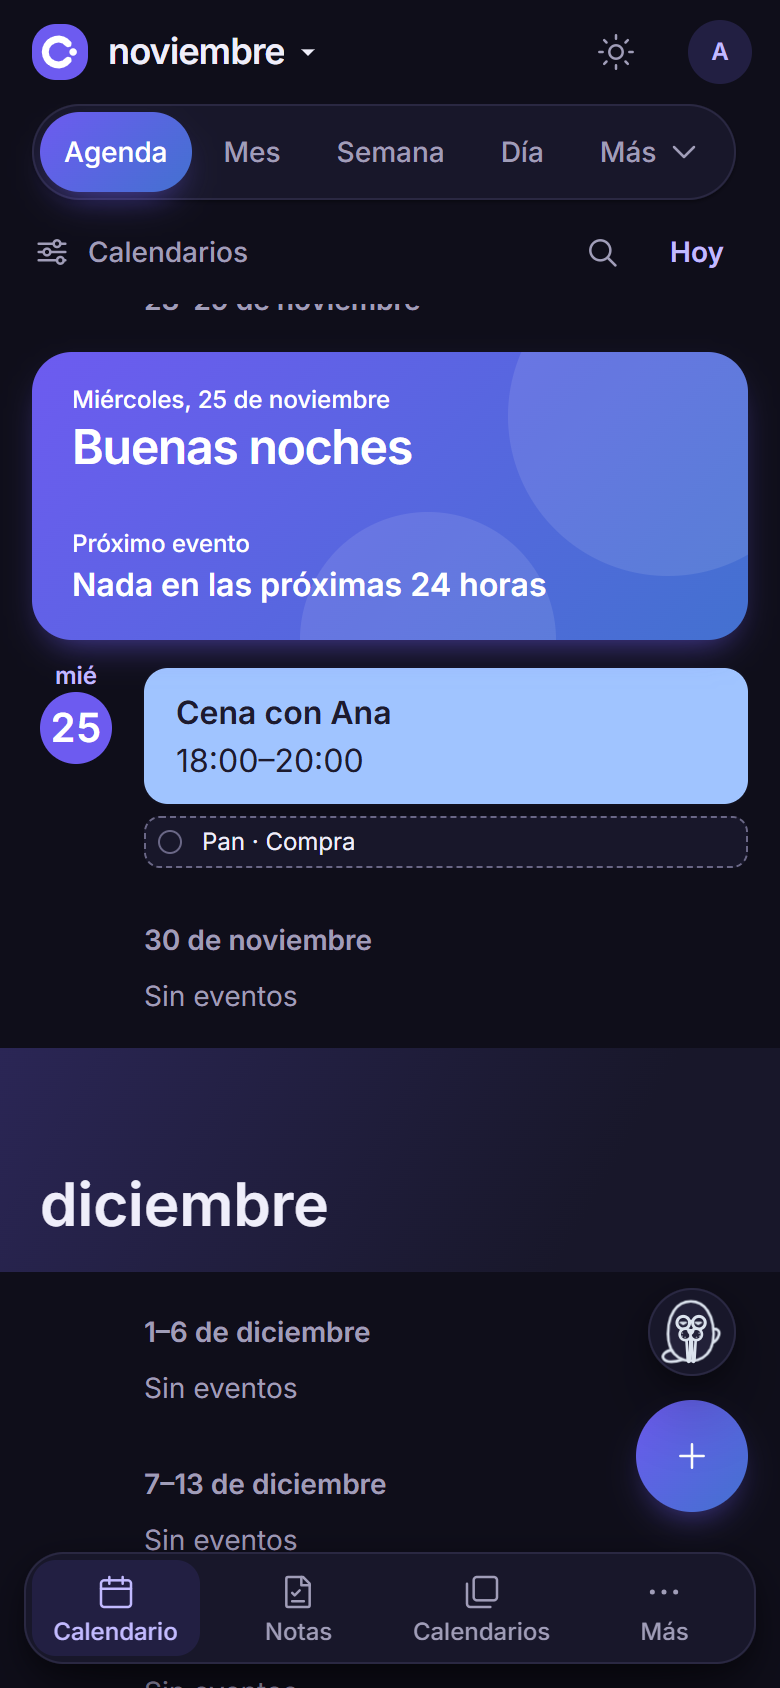 noviembre
A
Agenda
Mes
Semana
Día
Más
Calendarios
Hoy
Miércoles, 25 de noviembre
Buenas noches
Próximo evento
Nada en las próximas 24 horas
mié
25
Cena con Ana
18:00–20:00
Pan · Compra
30 de noviembre
Sin eventos
diciembre
1–6 de diciembre
Sin eventos
7–13 de diciembre
Sin eventos
Calendario
Notas
Calendarios
Más
Sin eventos